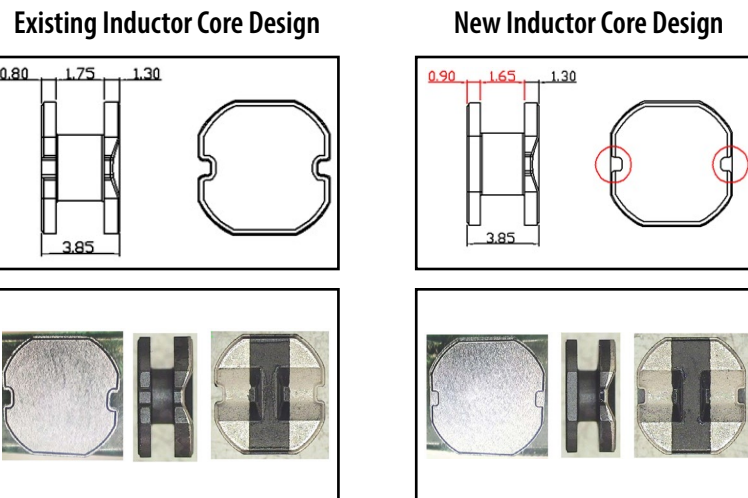 Existing Inductor Core Design
New Inductor Core Design
0.80 1.75 1.30
3.85
0.90 1.65 1.30
3.85